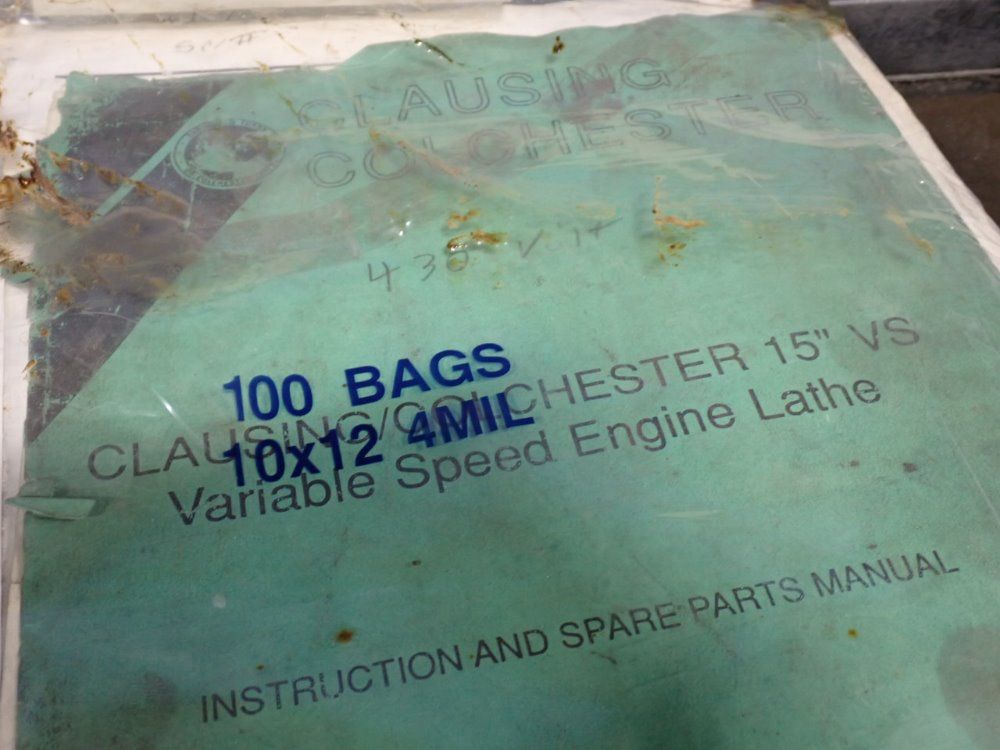 CLAUSING
COLCHESTER
430 Volt
100 BAGS
10x12 4MIL
CLAUSING/COLCHESTER 15" VS
Variable Speed Engine Lathe
INSTRUCTION AND SPARE PARTS MANUAL